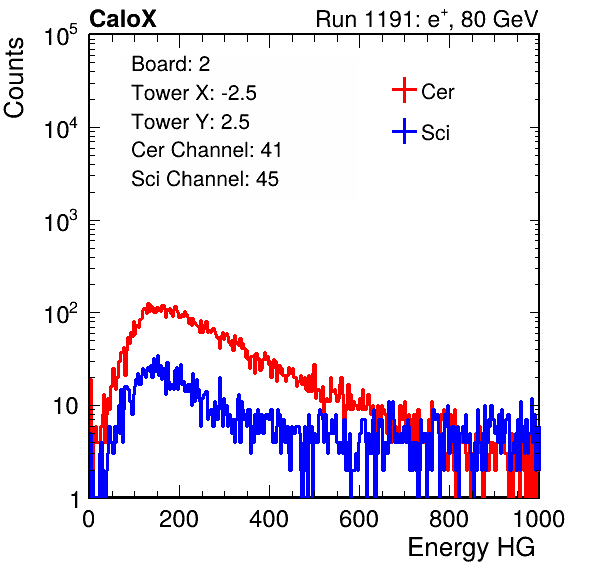 CaloX Run 1191: e⁺, 80 GeV
Board: 2
Tower X: -2.5
Tower Y: 2.5
Cer Channel: 41
Sci Channel: 45
Cer
Sci
Counts
10⁵
10⁴
10³
10²
10
1
0 200 400 600 800 1000
Energy HG